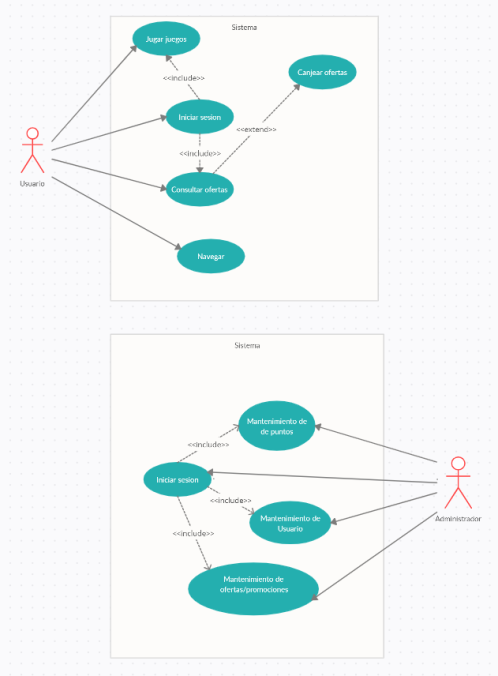 Sistema
Jugar juegos
<<include>>
Canjear ofertas
Iniciar sesion
<<extend>>
<<include>>
Usuario
Consultar ofertas
Navegar
Sistema
Mantenimiento de
de puntos
<<include>>
Iniciar sesion
<<include>>
Mantenimiento de
Usuario
Administrador
<<include>>
Mantenimiento de
ofertas/promociones